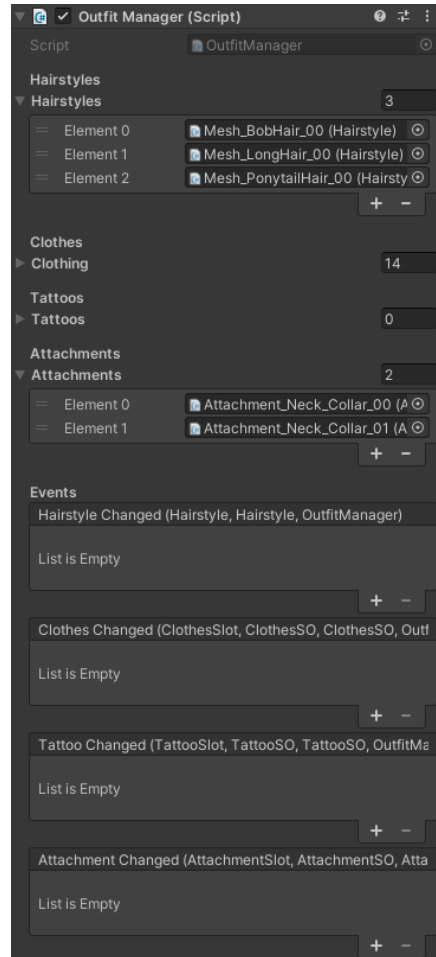 Outfit Manager (Script)
Script OutfitManager
Hairstyles
Hairstyles 3
Element 0 Mesh_BobHair_00 (Hairstyle)
Element 1 Mesh_LongHair_00 (Hairstyle)
Element 2 Mesh_PonytailHair_00 (Hairsty
+ -
Clothes
Clothing 14
Tattoos
Tattoos 0
Attachments
Attachments 2
Element 0 Attachment_Neck_Collar_00 (A
Element 1 Attachment_Neck_Collar_01 (A
+ -
Events
Hairstyle Changed (Hairstyle, Hairstyle, OutfitManager)
List is Empty
+ -
Clothes Changed (ClothesSlot, ClothesSO, ClothesSO, Outf
List is Empty
+ -
Tattoo Changed (TattooSlot, TattooSO, TattooSO, OutfitMa
List is Empty
+ -
Attachment Changed (AttachmentSlot, AttachmentSO, Atta
List is Empty
+ -